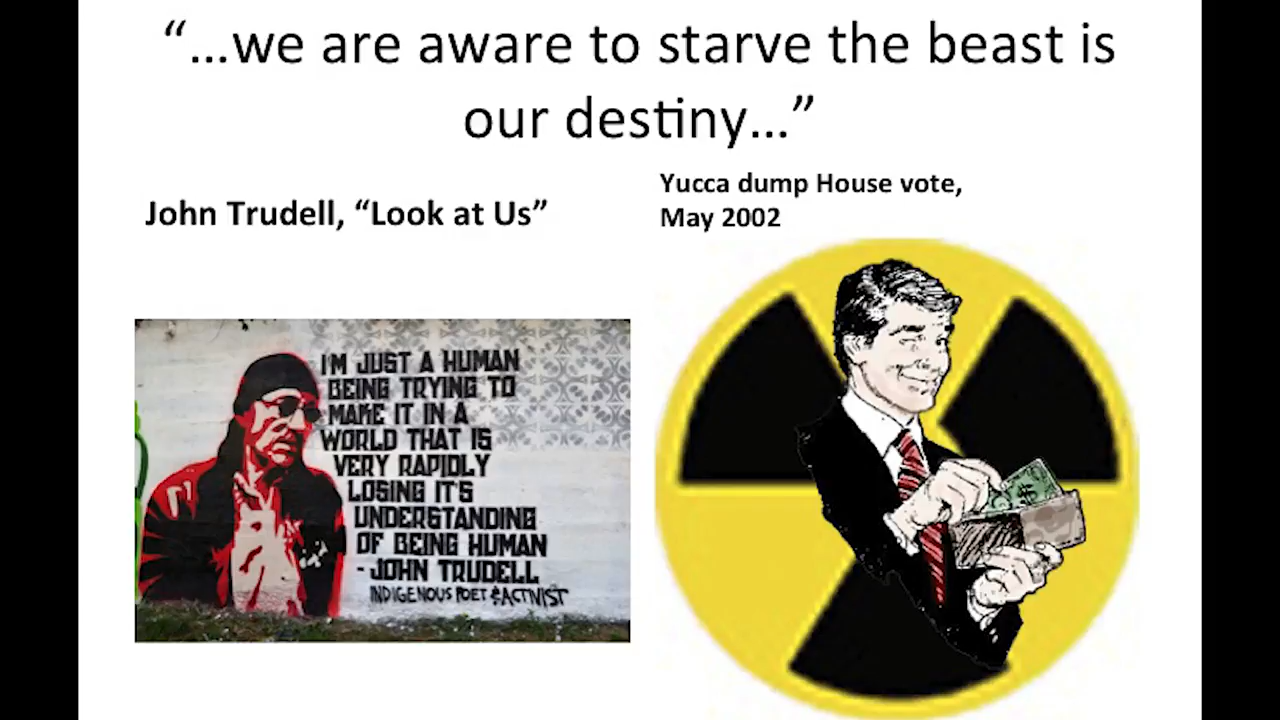 “...we are aware to starve the beast is
our destiny...”
John Trudell, “Look at Us”
Yucca dump House vote,
May 2002
I'M JUST A HUMAN
BEING TRYING TO
MAKE IT IN A
WORLD THAT IS
VERY RAPIDLY
LOSING IT'S
UNDERSTANDING
OF BEING HUMAN
- JOHN TRUDELL
INDIGENOUS POET & ACTIVIST
$